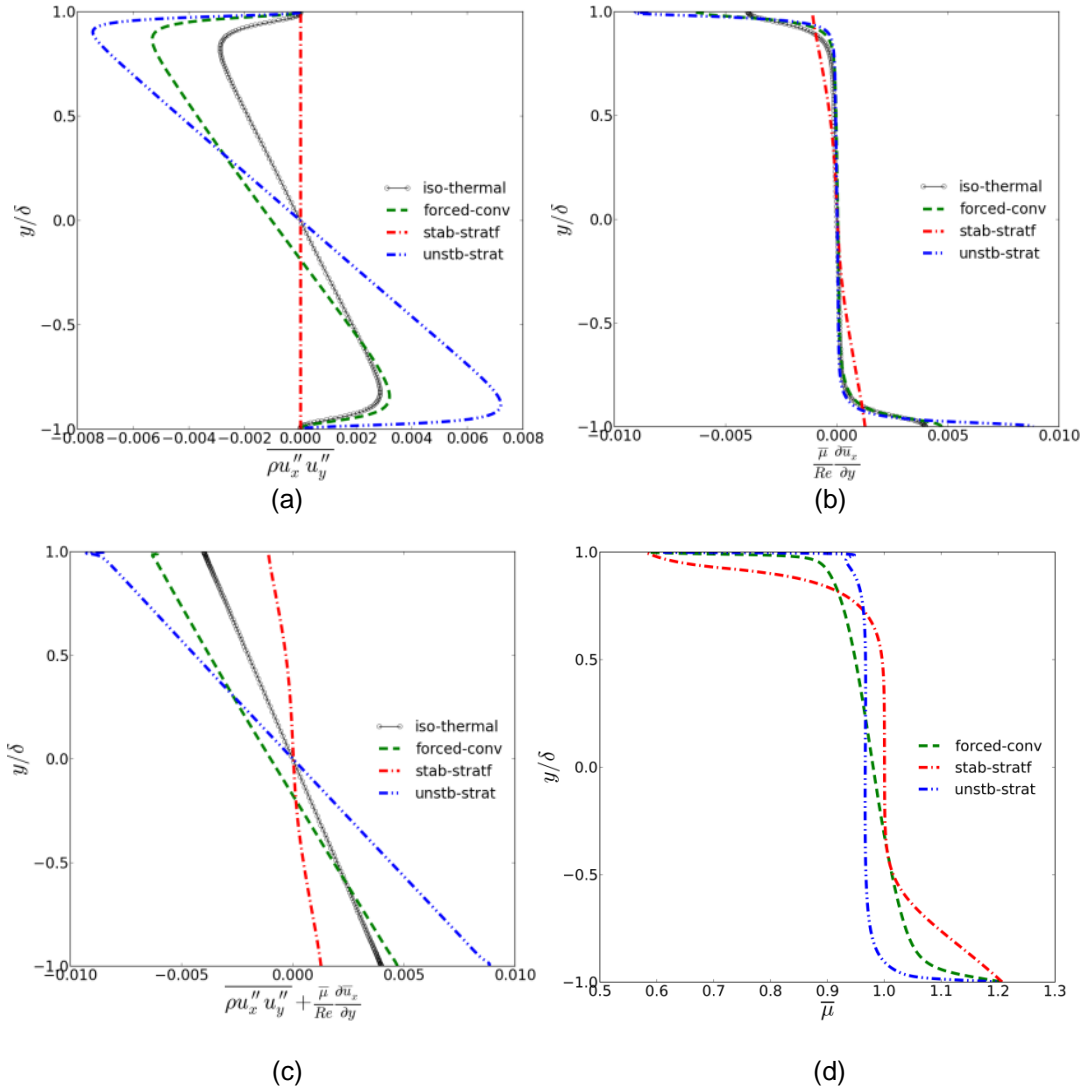 1.0
0.5
0.0
−0.5
−1.0
y/δ
iso-thermal
forced-conv
stab-stratf
unstb-strat
−0.008 −0.006 −0.004 −0.002 0.000 0.002 0.004 0.006 0.008
ρu″x u″y
(a)
1.0
0.5
0.0
−0.5
−1.0
y/δ
iso-thermal
forced-conv
stab-stratf
unstb-strat
−0.010 −0.005 0.000 0.005 0.010
μ̅/Re ∂u̅x/∂y
(b)
1.0
0.5
0.0
−0.5
−1.0
y/δ
iso-thermal
forced-conv
stab-stratf
unstb-strat
−0.010 −0.005 0.000 0.005 0.010
ρu″x u″y + μ̅/Re ∂u̅x/∂y
(c)
1.0
0.5
0.0
−0.5
−1.0
y/δ
forced-conv
stab-stratf
unstb-strat
0.5 0.6 0.7 0.8 0.9 1.0 1.1 1.2 1.3
μ̅
(d)